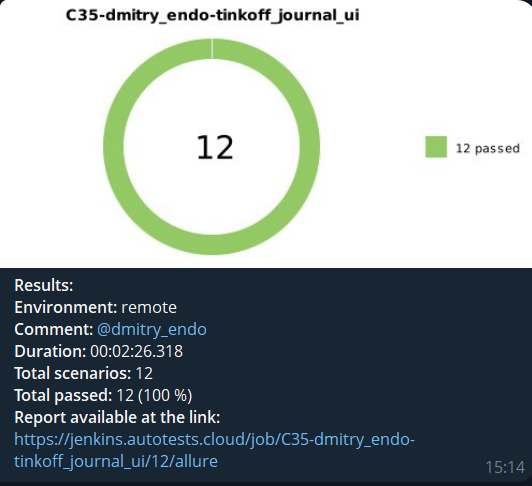 C35-dmitry_endo-tinkoff_journal_ui
12
12 passed
Results:
Environment: remote
Comment: @dmitry_endo
Duration: 00:02:26.318
Total scenarios: 12
Total passed: 12 (100 %)
Report available at the link:
https://jenkins.autotests.cloud/job/C35-dmitry_endo-
tinkoff_journal_ui/12/allure
15:14